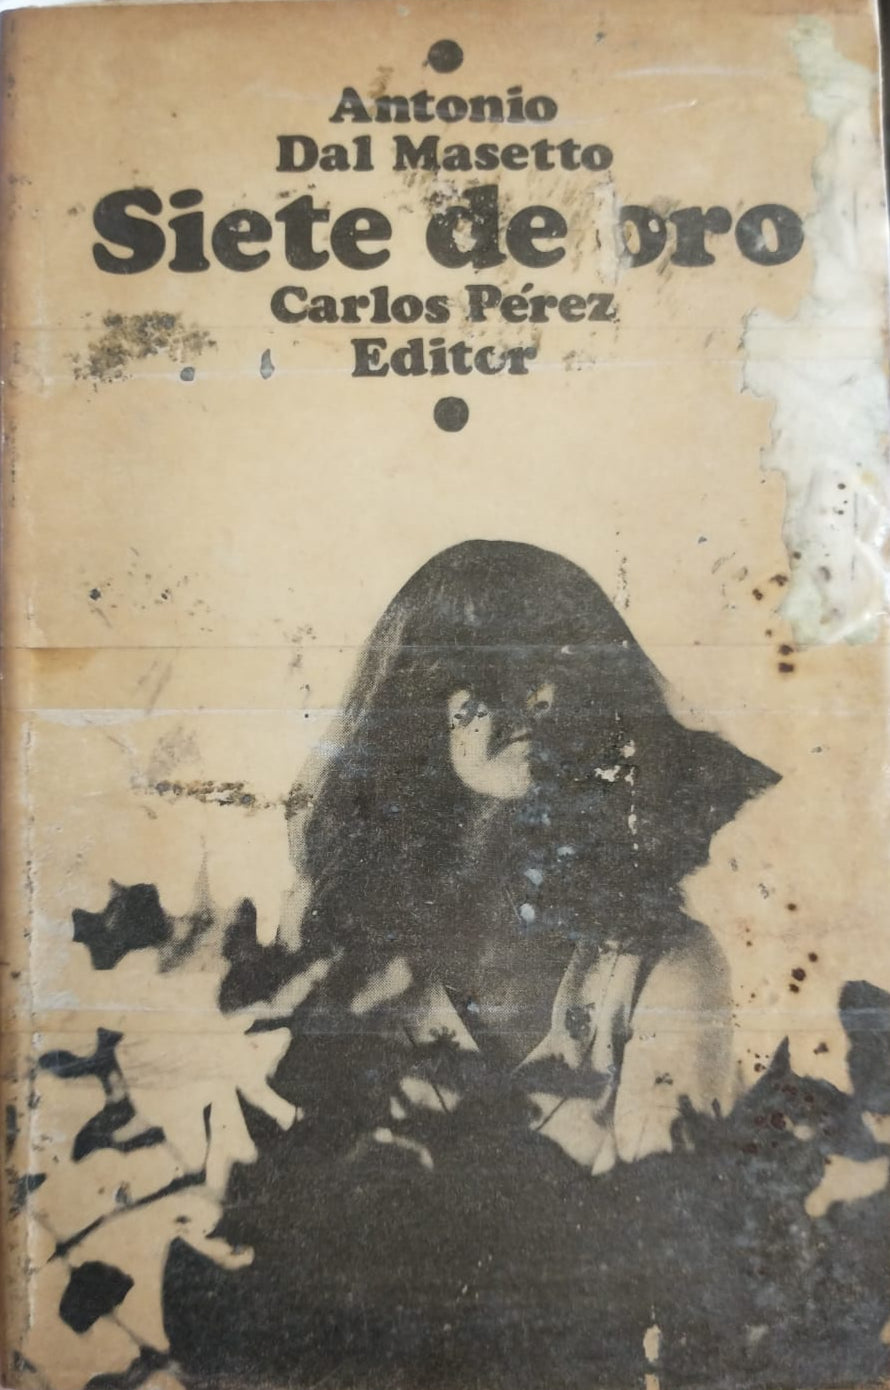 Antonio
Dal Masetto
Siete de oro
Carlos Pérez
Editor